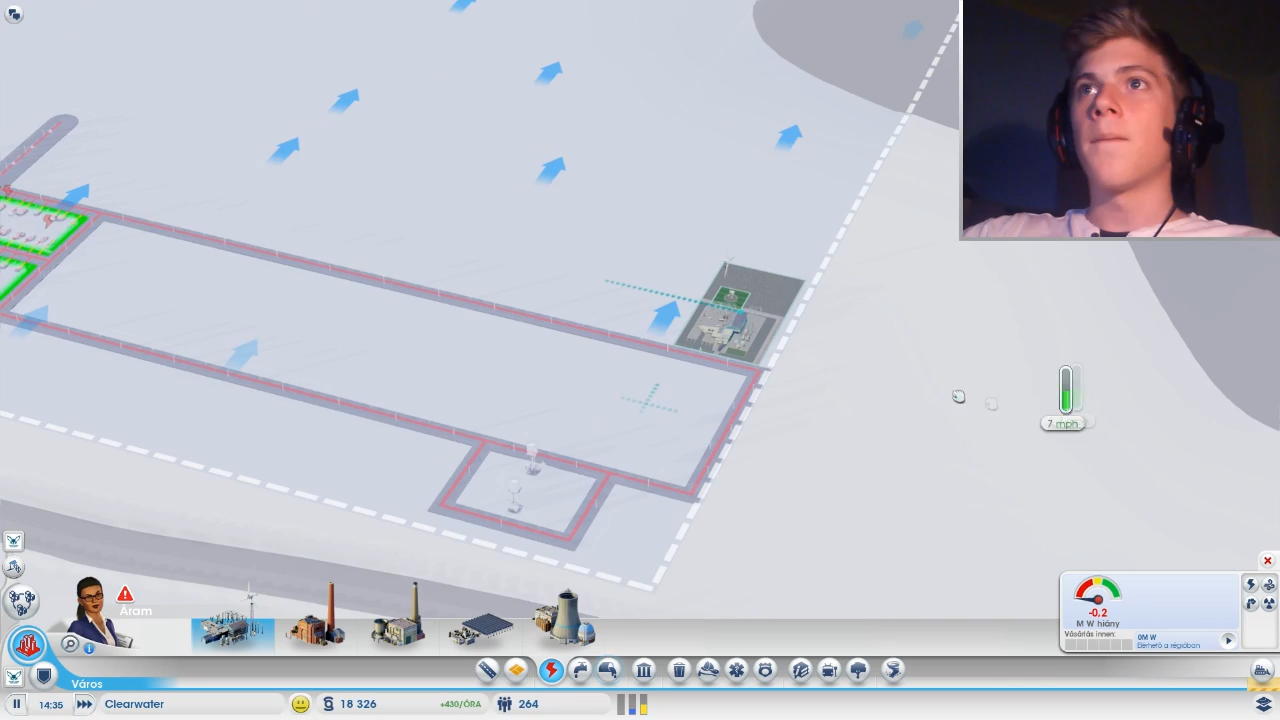 7 mph
Áram
-0.2
M W hiány
Vásárlás innen:
0M W
Elérhető a régióban
Város
14:35
Clearwater
18 326
+430/ÓRA
264